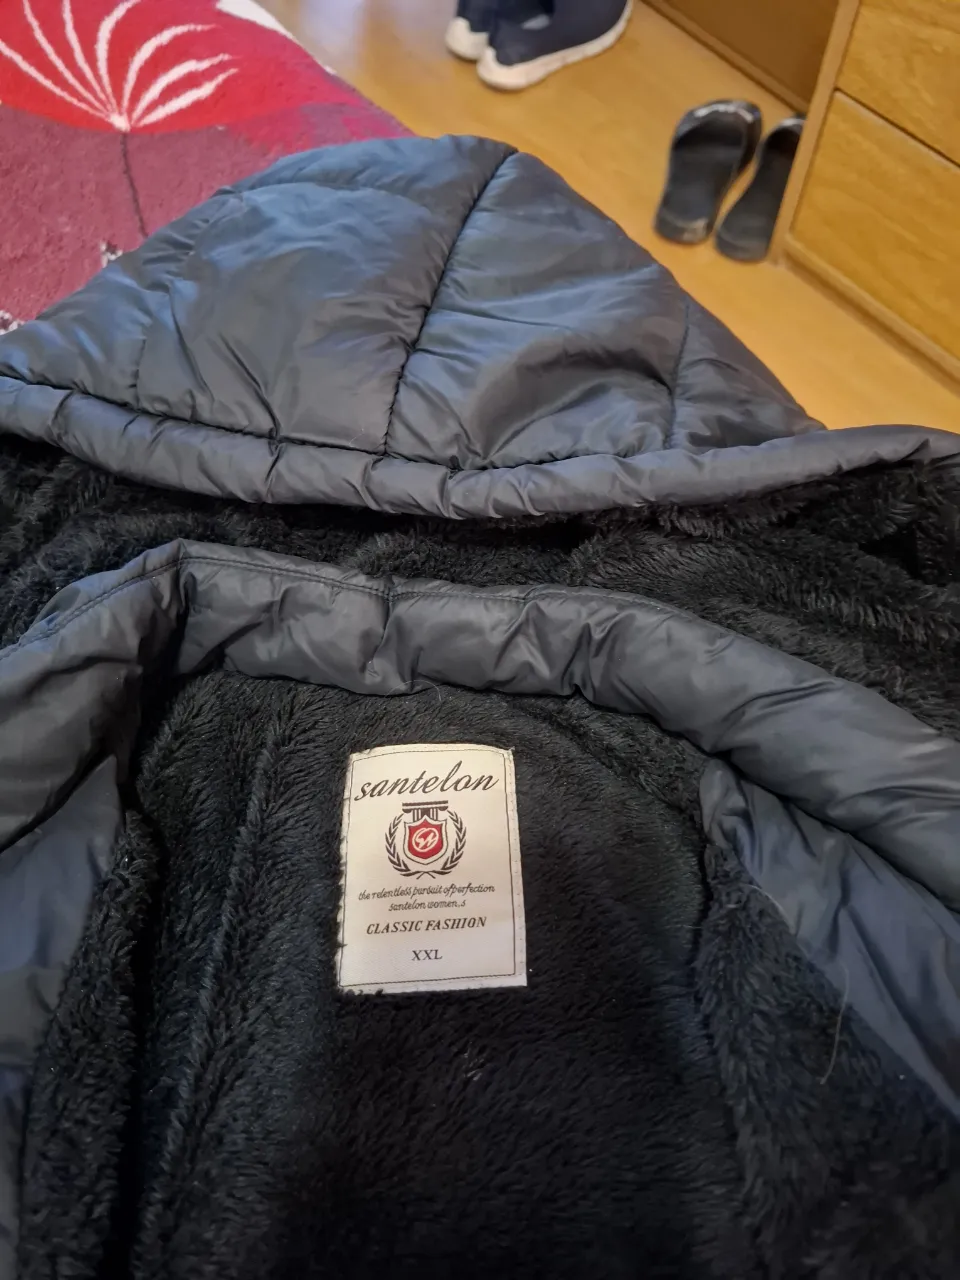 santelon
the relentless pursuit of perfection
santelon women,s
CLASSIC FASHION
XXL